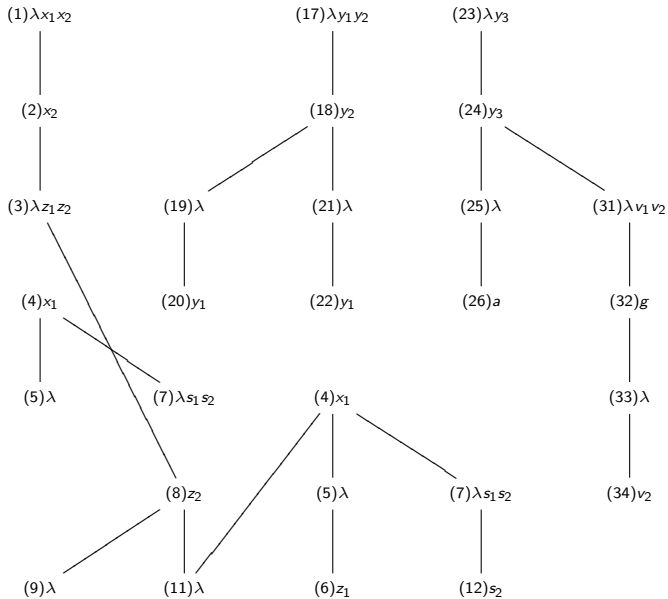 (1)λx₁x₂ (17)λy₁y₂ (23)λy₃
(2)x₂ (18)y₂ (24)y₃
(3)λz₁z₂ (19)λ (21)λ (25)λ (31)λv₁v₂
(4)x₁ (20)y₁ (22)y₁ (26)a (32)g
(5)λ (7)λs₁s₂ (4)x₁ (33)λ
(8)z₂ (5)λ (7)λs₁s₂ (34)v₂
(9)λ (11)λ (6)z₁ (12)s₂